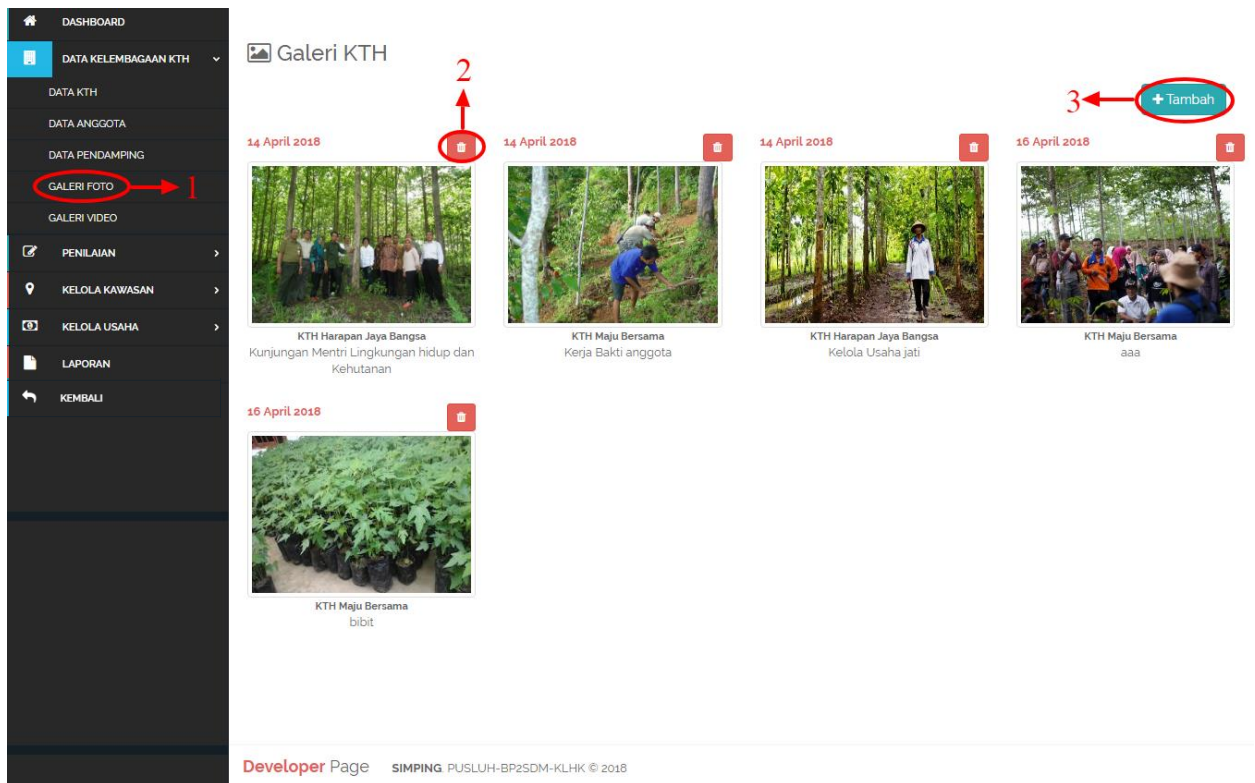 DASHBOARD
DATA KELEMBAGAAN KTH
DATA KTH
DATA ANGGOTA
DATA PENDAMPING
GALERI FOTO
1
GALERI VIDEO
PENILAIAN
KELOLA KAWASAN
KELOLA USAHA
LAPORAN
KEMBALI
Galeri KTH
2
3
+ Tambah
14 April 2018
KTH Harapan Jaya Bangsa
Kunjungan Mentri Lingkungan hidup dan
Kehutanan
14 April 2018
KTH Maju Bersama
Kerja Bakti anggota
14 April 2018
KTH Harapan Jaya Bangsa
Kelola Usaha jati
16 April 2018
KTH Maju Bersama
aaa
16 April 2018
KTH Maju Bersama
bibit
Developer Page SIMPING. PUSLUH-BP2SDM-KLHK © 2018